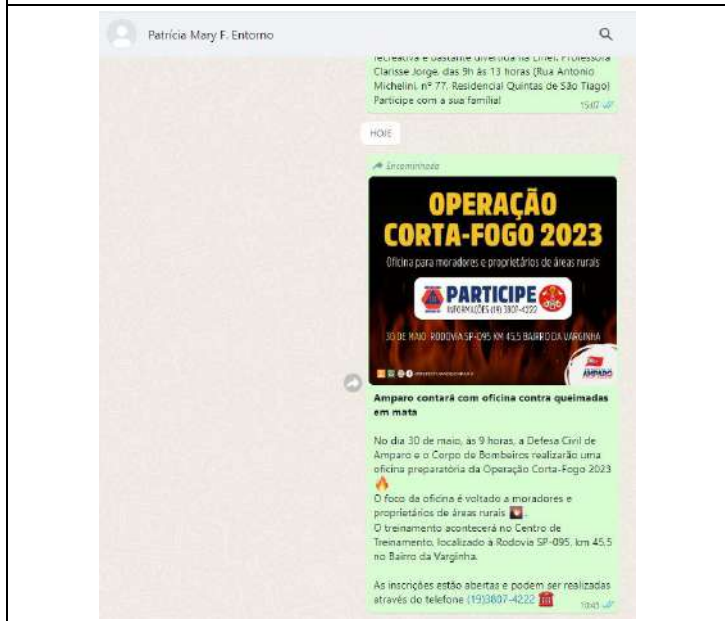 Patrícia Mary F. Entorno
recreativa e bastante divertida na Emei. Professora
Clarisse Jorge, das 9h às 13 horas (Rua Antonio
Michelini, nº 77, Residencial Quintas de São Tiago)
Participe com a sua família!
15:07
HOJE
Encaminhada
OPERAÇÃO
CORTA-FOGO 2023
Oficina para moradores e proprietários de áreas rurais
PARTICIPE
INFORMAÇÕES (19) 3807-4222
30 DE MAIO RODOVIA SP-095 KM 45,5 BAIRRO DA VARGINHA
AMPARO
Amparo contará com oficina contra queimadas
em mata
No dia 30 de maio, às 9 horas, a Defesa Civil de
Amparo e o Corpo de Bombeiros realizarão uma
oficina preparatória da Operação Corta-Fogo 2023
O foco da oficina é voltado a moradores e
proprietários de áreas rurais .
O treinamento acontecerá no Centro de
Treinamento, localizado à Rodovia SP-095, km 45,5
no Bairro da Varginha.
As inscrições estão abertas e podem ser realizadas
através do telefone (19)3807-4222
10:45